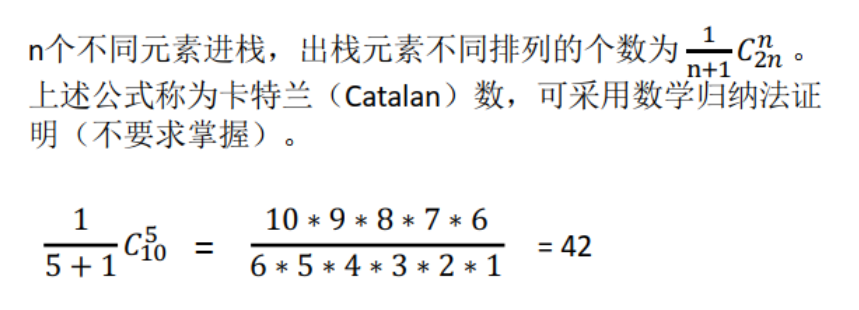 n个不同元素进栈，出栈元素不同排列的个数为 $\frac{1}{n+1}C_{2n}^{n}$ 。
上述公式称为卡特兰（Catalan）数，可采用数学归纳法证
明（不要求掌握）。
$\frac{1}{5+1}C_{10}^{5} = \frac{10*9*8*7*6}{6*5*4*3*2*1} = 42$